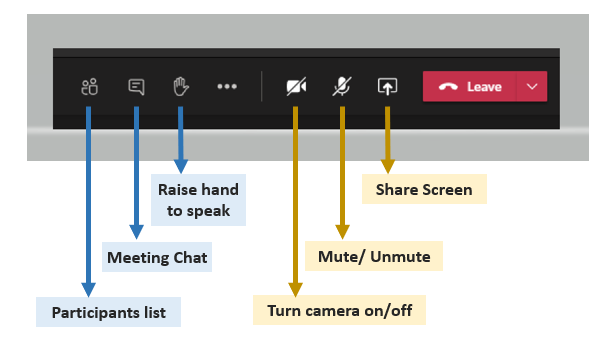 Leave
Raise hand
to speak
Share Screen
Meeting Chat
Mute/ Unmute
Participants list
Turn camera on/off